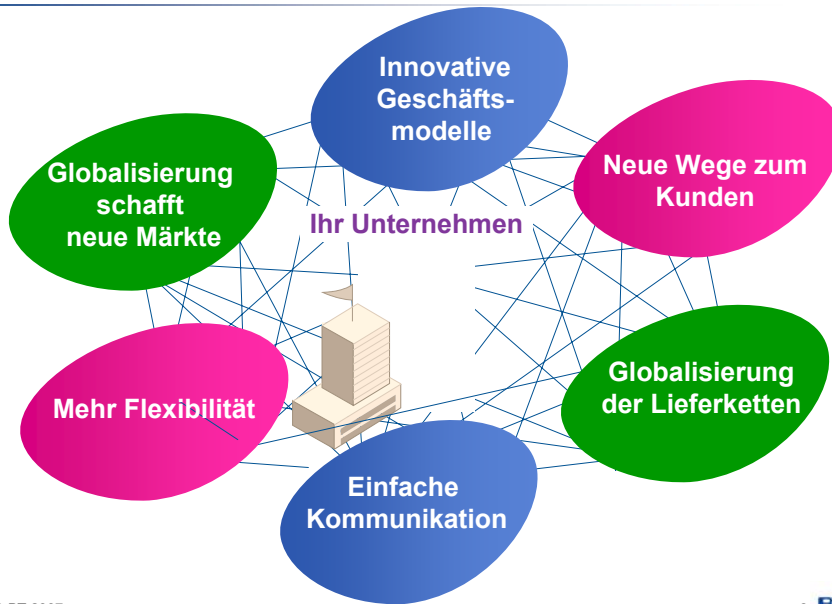 Innovative
Geschäfts-
modelle
Globalisierung
schafft
neue Märkte
Neue Wege zum
Kunden
Ihr Unternehmen
Mehr Flexibilität
Globalisierung
der Lieferketten
Einfache
Kommunikation